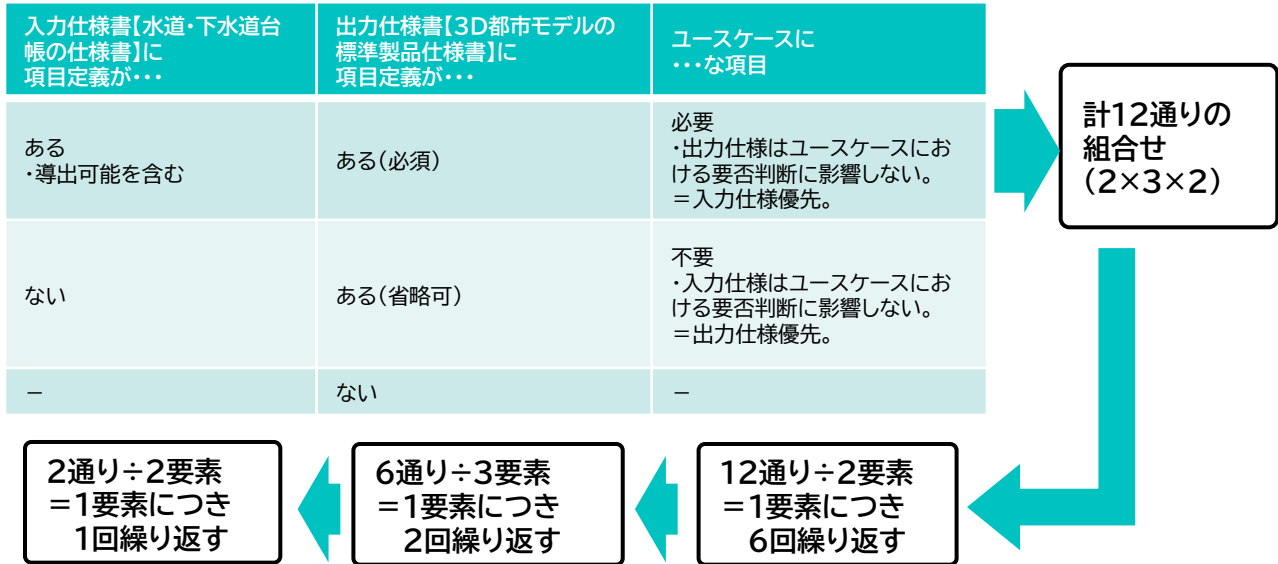 入力仕様書【水道・下水道台
帳の仕様書】に
項目定義が・・・
出力仕様書【3D都市モデルの
標準製品仕様書】に
項目定義が・・・
ユースケースに
・・・な項目
ある
・導出可能を含む
ある（必須）
必要
・出力仕様はユースケースにお
ける要否判断に影響しない。
＝入力仕様優先。
ない
ある（省略可）
不要
・入力仕様はユースケースにお
ける要否判断に影響しない。
＝出力仕様優先。
－
ない
－
計12通りの
組合せ
（2×3×2）
12通り÷2要素
＝1要素につき
6回繰り返す
6通り÷3要素
＝1要素につき
2回繰り返す
2通り÷2要素
＝1要素につき
1回繰り返す